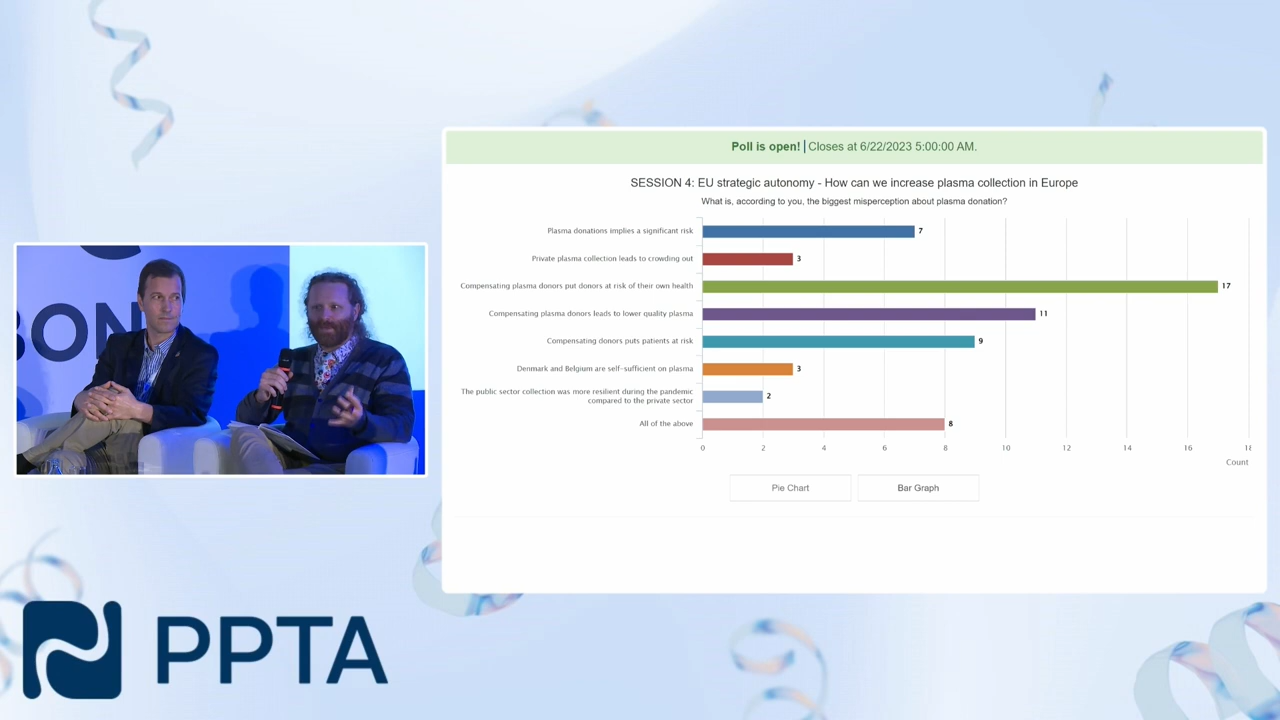 Poll is open! Closes at 6/22/2023 5:00:00 AM.
SESSION 4: EU strategic autonomy - How can we increase plasma collection in Europe
What is, according to you, the biggest misperception about plasma donation?
Plasma donations implies a significant risk 7
Private plasma collection leads to crowding out 3
Compensating plasma donors put donors at risk of their own health 17
Compensating plasma donors leads to lower quality plasma 11
Compensating donors puts patients at risk 9
Denmark and Belgium are self-sufficient on plasma 3
The public sector collection was more resilient during the pandemic
compared to the private sector 2
All of the above 8
0 2 4 6 8 10 12 14 16 18
Count
Pie Chart Bar Graph
BON
PPTA